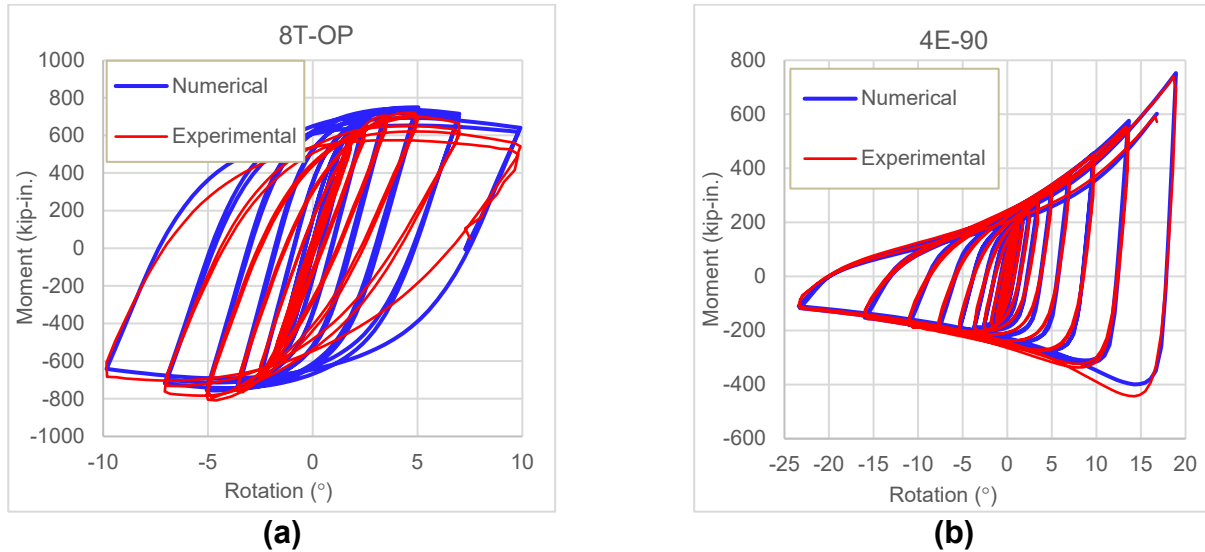 8T-OP
1000
800
600
400
200
0
-200
-400
-600
-800
-1000
Moment (kip-in.)
Numerical
Experimental
-10 -5 0 5 10
Rotation (°)
(a)
4E-90
800
600
400
200
0
-200
-400
-600
Moment (kip-in.)
Numerical
Experimental
-25 -20 -15 -10 -5 0 5 10 15 20
Rotation (°)
(b)